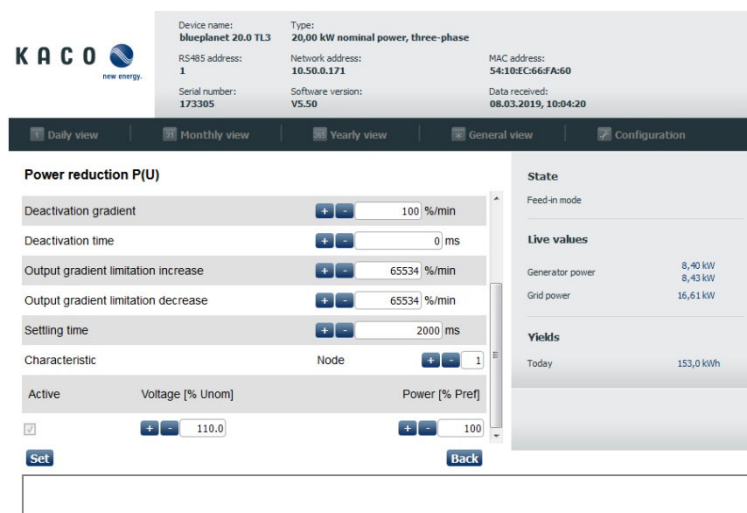 Device name:
blueplanet 20.0 TL3
Type:
20,00 kW nominal power, three-phase
KACO
new energy.
RS485 address:
1
Network address:
10.50.0.171
MAC address:
54:10:EC:66:FA:60
Serial number:
173305
Software version:
V5.50
Data received:
08.03.2019, 10:04:20
1 Daily view
31 Monthly view
365 Yearly view
General view
Configuration
Power reduction P(U)
Deactivation gradient + - 100 %/min
Deactivation time + - 0 ms
Output gradient limitation increase + - 65534 %/min
Output gradient limitation decrease + - 65534 %/min
Settling time + - 2000 ms
Characteristic Node + - 1
Active Voltage [% Unom] Power [% Pref]
+ - 110.0 + - 100
Set Back
State
Feed-in mode
Live values
Generator power 8,40 kW
8,43 kW
Grid power 16,61 kW
Yields
Today 153,0 kWh